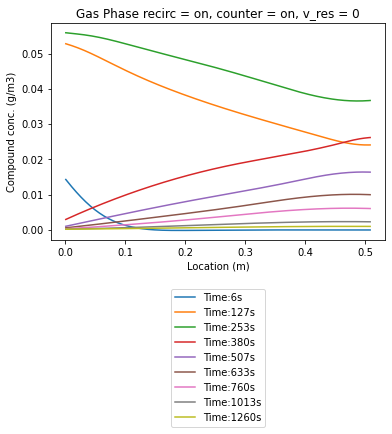 Gas Phase recirc = on, counter = on, v_res = 0
Compound conc. (g/m3)
0.05
0.04
0.03
0.02
0.01
0.00
0.0 0.1 0.2 0.3 0.4 0.5
Location (m)
Time:6s
Time:127s
Time:253s
Time:380s
Time:507s
Time:633s
Time:760s
Time:1013s
Time:1260s